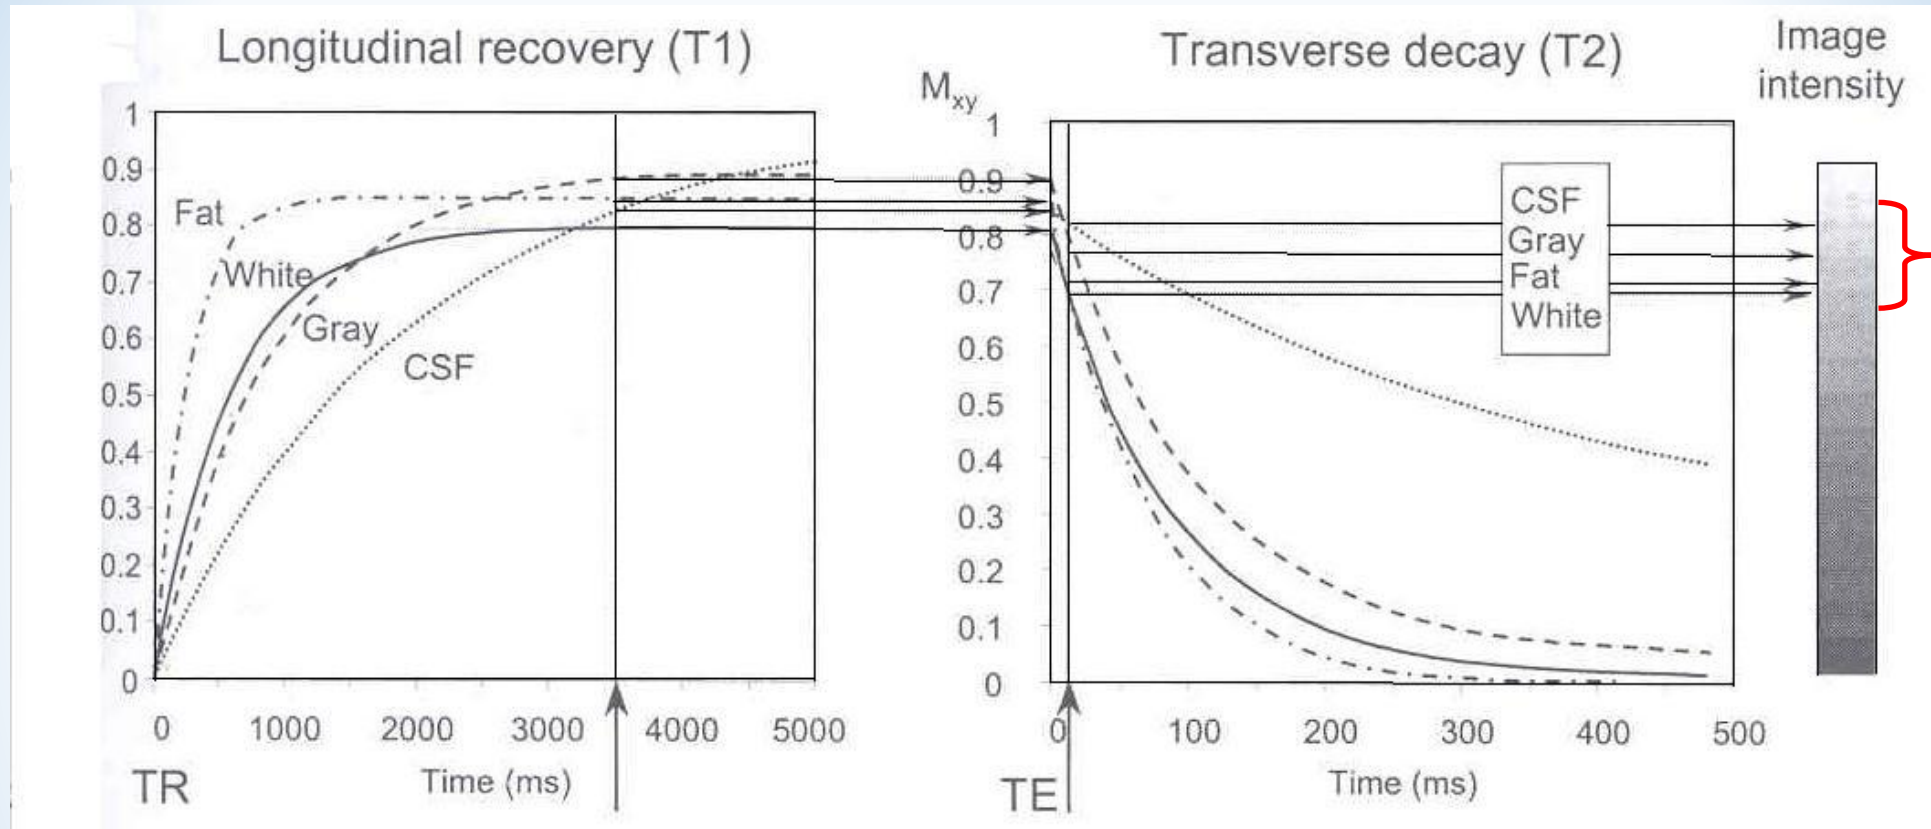 Longitudinal recovery (T1)
1
0.9
0.8
0.7
0.6
0.5
0.4
0.3
0.2
0.1
0
Fat
White
Gray
CSF
0 1000 2000 3000 4000 5000
TR
Time (ms)
Transverse decay (T2)
Mxy
1
0.9
0.8
0.7
0.6
0.5
0.4
0.3
0.2
0.1
0
CSF
Gray
Fat
White
0 100 200 300 400 500
TE
Time (ms)
Image
intensity